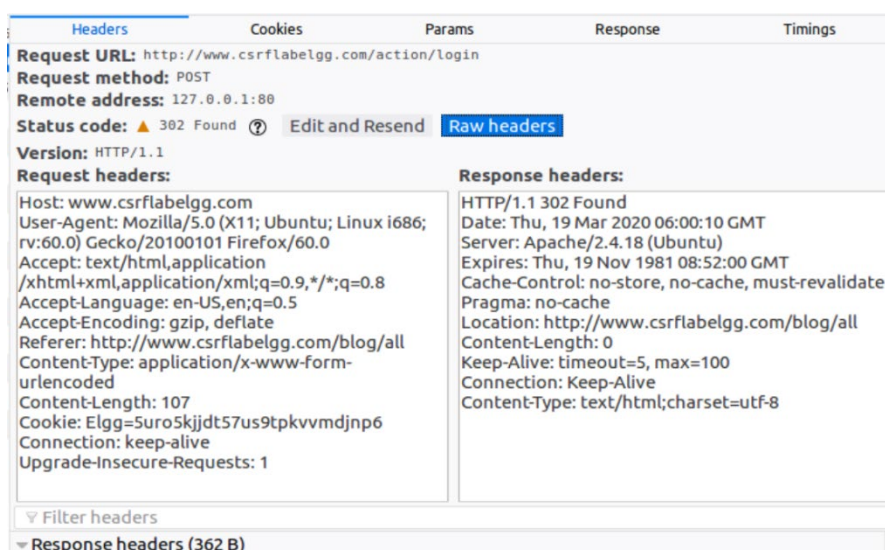 Headers Cookies Params Response Timings
Request URL: http://www.csrflabelgg.com/action/login
Request method: POST
Remote address: 127.0.0.1:80
Status code: 302 Found ? Edit and Resend Raw headers
Version: HTTP/1.1
Request headers:
Host: www.csrflabelgg.com
User-Agent: Mozilla/5.0 (X11; Ubuntu; Linux i686;
rv:60.0) Gecko/20100101 Firefox/60.0
Accept: text/html,application
/xhtml+xml,application/xml;q=0.9,*/*;q=0.8
Accept-Language: en-US,en;q=0.5
Accept-Encoding: gzip, deflate
Referer: http://www.csrflabelgg.com/blog/all
Content-Type: application/x-www-form-
urlencoded
Content-Length: 107
Cookie: Elgg=5uro5kjjdt57us9tpkvvmdjnp6
Connection: keep-alive
Upgrade-Insecure-Requests: 1
Response headers:
HTTP/1.1 302 Found
Date: Thu, 19 Mar 2020 06:00:10 GMT
Server: Apache/2.4.18 (Ubuntu)
Expires: Thu, 19 Nov 1981 08:52:00 GMT
Cache-Control: no-store, no-cache, must-revalidate
Pragma: no-cache
Location: http://www.csrflabelgg.com/blog/all
Content-Length: 0
Keep-Alive: timeout=5, max=100
Connection: Keep-Alive
Content-Type: text/html;charset=utf-8
Filter headers
Response headers (362 B)